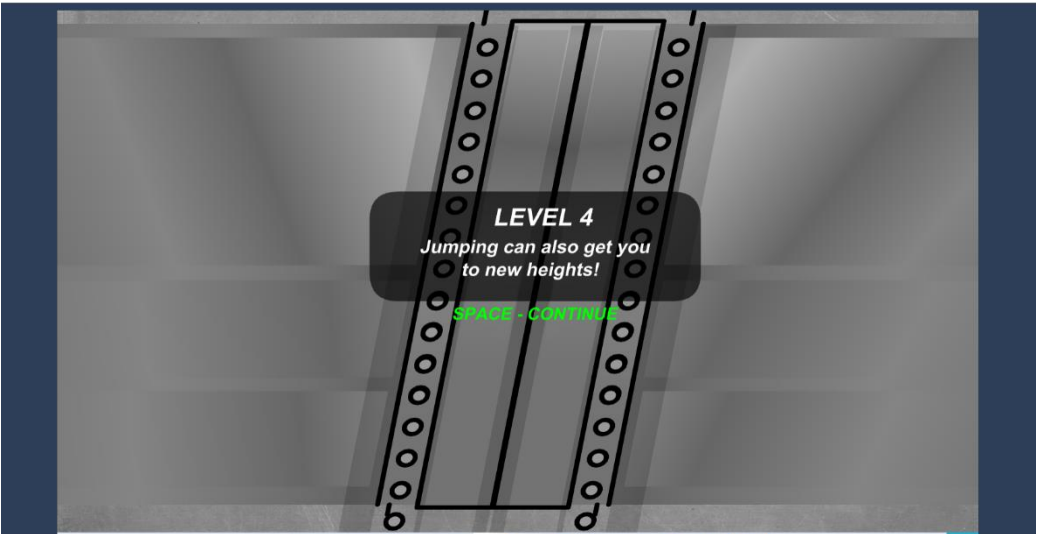 LEVEL 4
Jumping can also get you
to new heights!
SPACE - CONTINUE